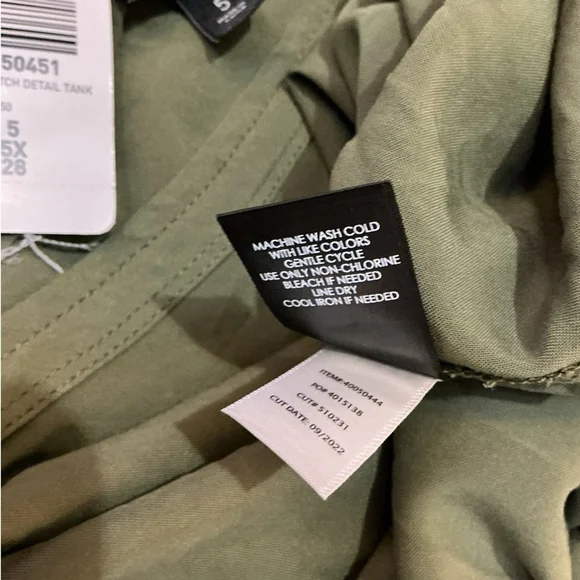 50451
TCH DETAIL TANK
50
5
5X
28
5
MACHINE WASH COLD
WITH LIKE COLORS
GENTLE CYCLE
USE ONLY NON-CHLORINE
BLEACH IF NEEDED
LINE DRY
COOL IRON IF NEEDED
ITEM# 40050444
PO# 4015138
CUT# 510231
CUT DATE: 09/2022